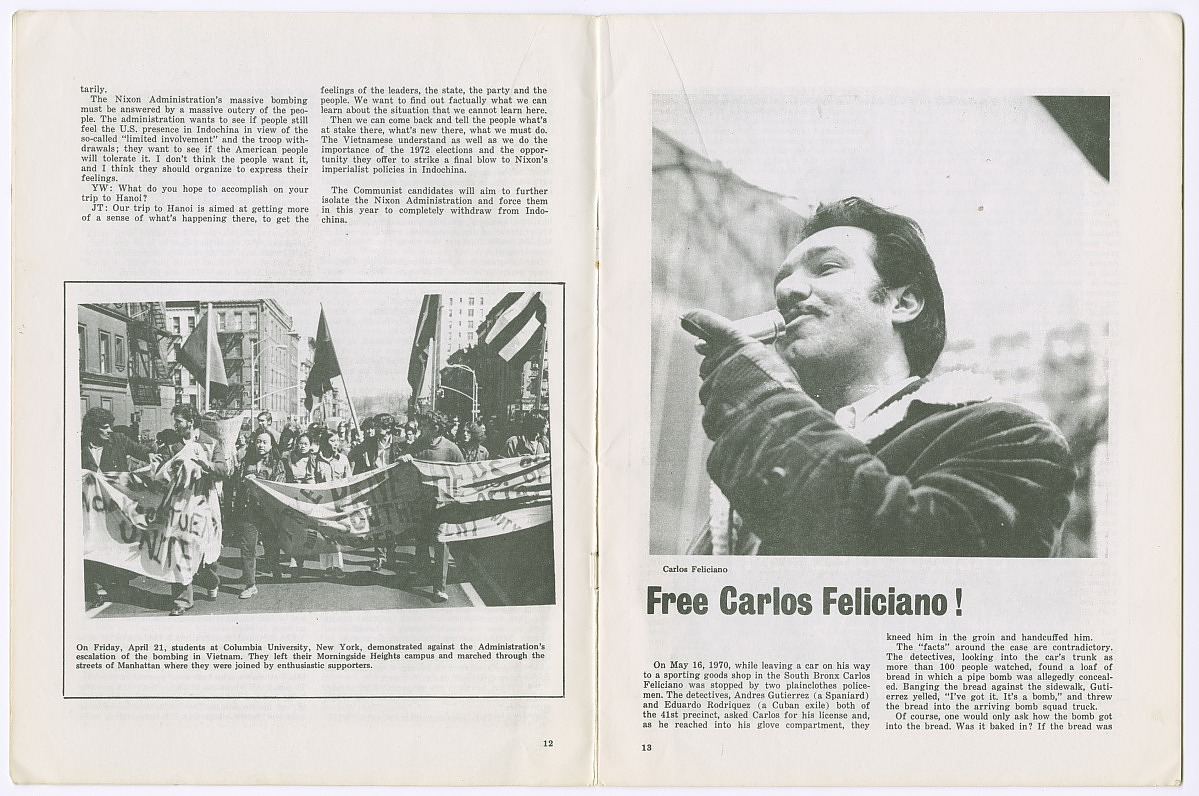 tarily.
The Nixon Administration's massive bombing
must be answered by a massive outcry of the peo-
ple. The administration wants to see if people still
feel the U.S. presence in Indochina in view of the
so-called "limited involvement" and the troop with-
drawals; they want to see if the American people
will tolerate it. I don't think the people want it,
and I think they should organize to express their
feelings.
YW: What do you hope to accomplish on your
trip to Hanoi?
JT: Our trip to Hanoi is aimed at getting more
of a sense of what's happening there, to get the
feelings of the leaders, the state, the party and the
people. We want to find out factually what we can
learn about the situation that we cannot learn here.
Then we can come back and tell the people what's
at stake there, what's new there, what we must do.
The Vietnamese understand as well as we do the
importance of the 1972 elections and the oppor-
tunity they offer to strike a final blow to Nixon's
imperialist policies in Indochina.
The Communist candidates will aim to further
isolate the Nixon Administration and force them
in this year to completely withdraw from Indo-
china.
UNITE
On Friday, April 21, students at Columbia University, New York, demonstrated against the Administration's
escalation of the bombing in Vietnam. They left their Morningside Heights campus and marched through the
streets of Manhattan where they were joined by enthusiastic supporters.
12
Carlos Feliciano
Free Carlos Feliciano!
On May 16, 1970, while leaving a car on his way
to a sporting goods shop in the South Bronx Carlos
Feliciano was stopped by two plainclothes police-
men. The detectives, Andres Gutierrez (a Spaniard)
and Eduardo Rodriquez (a Cuban exile) both of
the 41st precinct, asked Carlos for his license and,
as he reached into his glove compartment, they
kneed him in the groin and handcuffed him.
The "facts" around the case are contradictory.
The detectives, looking into the car's trunk as
more than 100 people watched, found a loaf of
bread in which a pipe bomb was allegedly conceal-
ed. Banging the bread against the sidewalk, Guti-
errez yelled, "I've got it. It's a bomb," and threw
the bread into the arriving bomb squad truck.
Of course, one would only ask how the bomb got
into the bread. Was it baked in? If the bread was
13